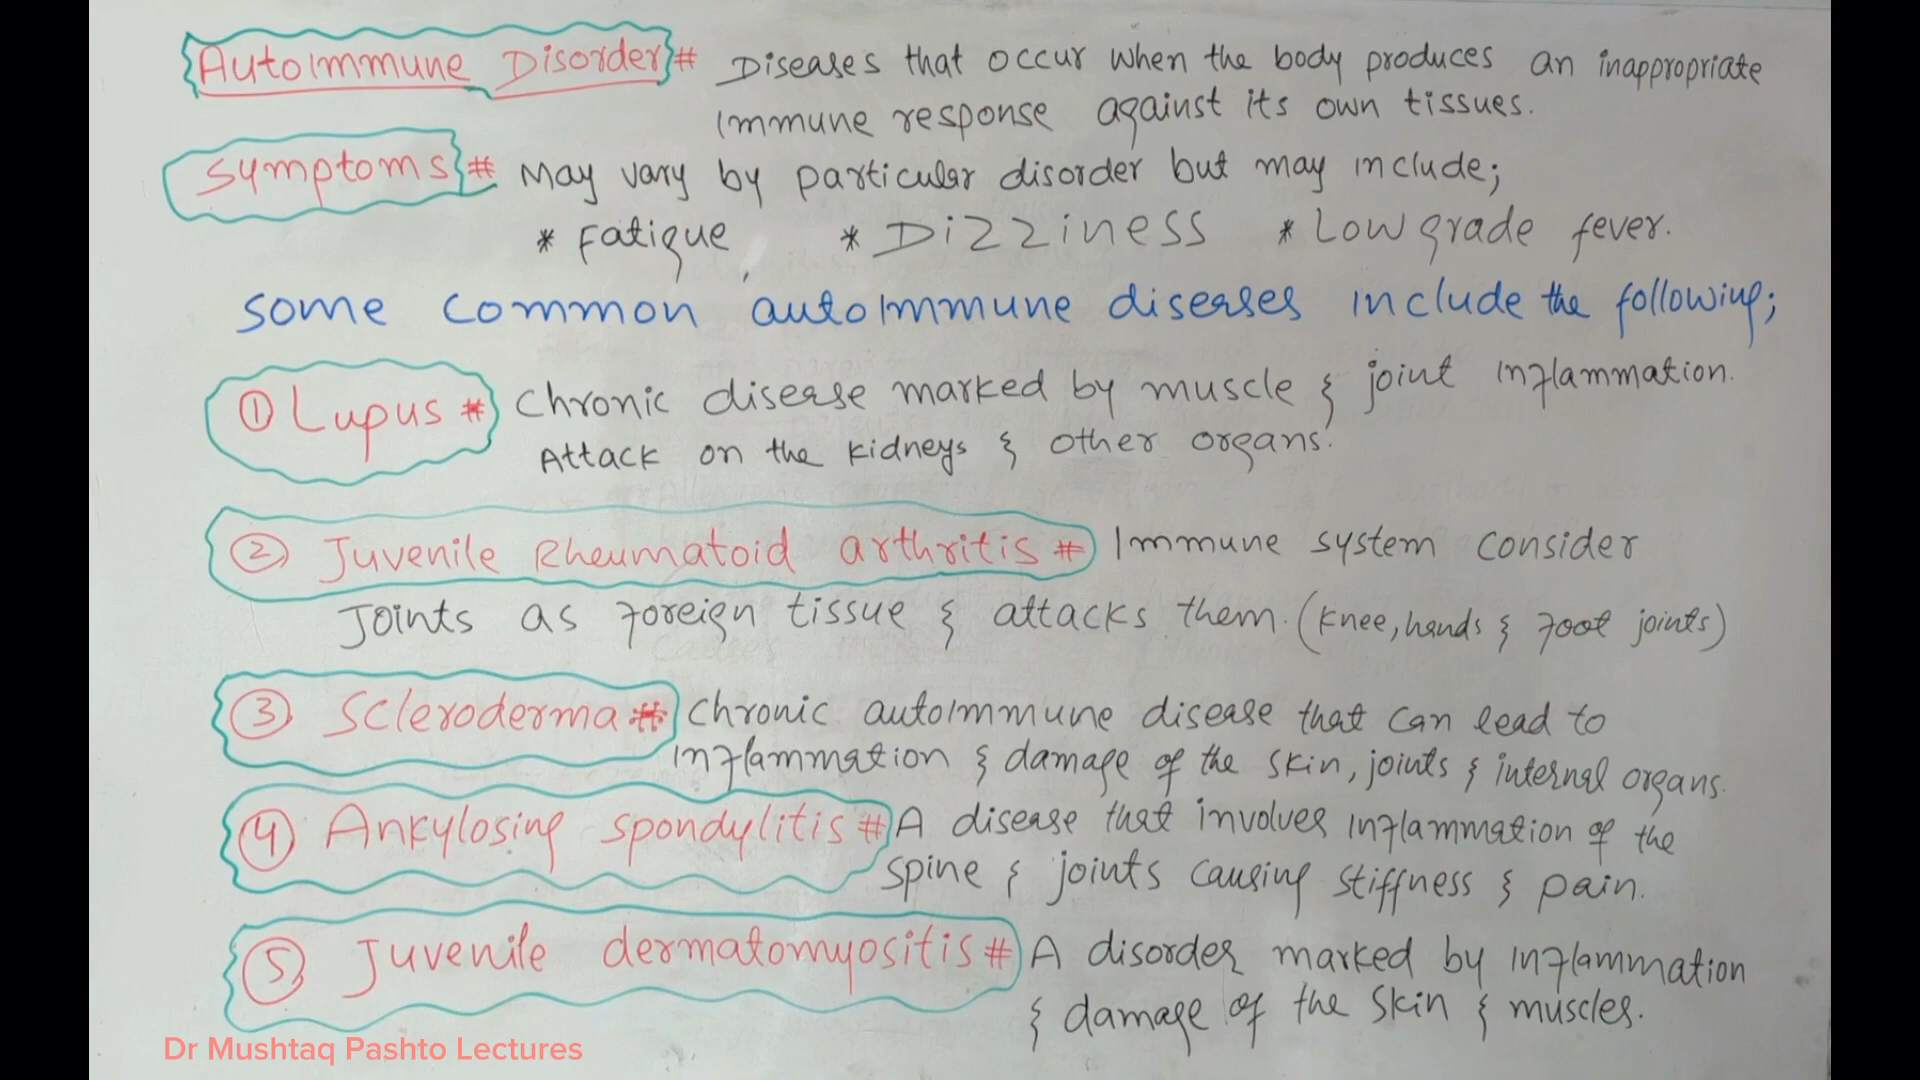 AutoImmune Disorder # Diseases that occur when the body produces an inappropriate
Immune response against its own tissues.
Symptoms # May vary by particular disorder but may include;
* Fatigue * Dizziness * Low grade fever.
Some common autoimmune diseases include the following;
① Lupus # Chronic disease marked by muscle & joint inflammation.
Attack on the kidneys & other organs.
② Juvenile Rheumatoid arthritis # Immune system consider
Joints as foreign tissue & attacks them. (Knee, hands & foot joints)
③ Scleroderma # Chronic autoimmune disease that can lead to
inflammation & damage of the skin, joints & internal organs.
④ Ankylosing spondylitis # A disease that involves inflammation of the
spine & joints causing stiffness & pain.
⑤ Juvenile dermatomyositis # A disorder marked by inflammation
& damage of the skin & muscles.
Dr Mushtaq Pashto Lectures